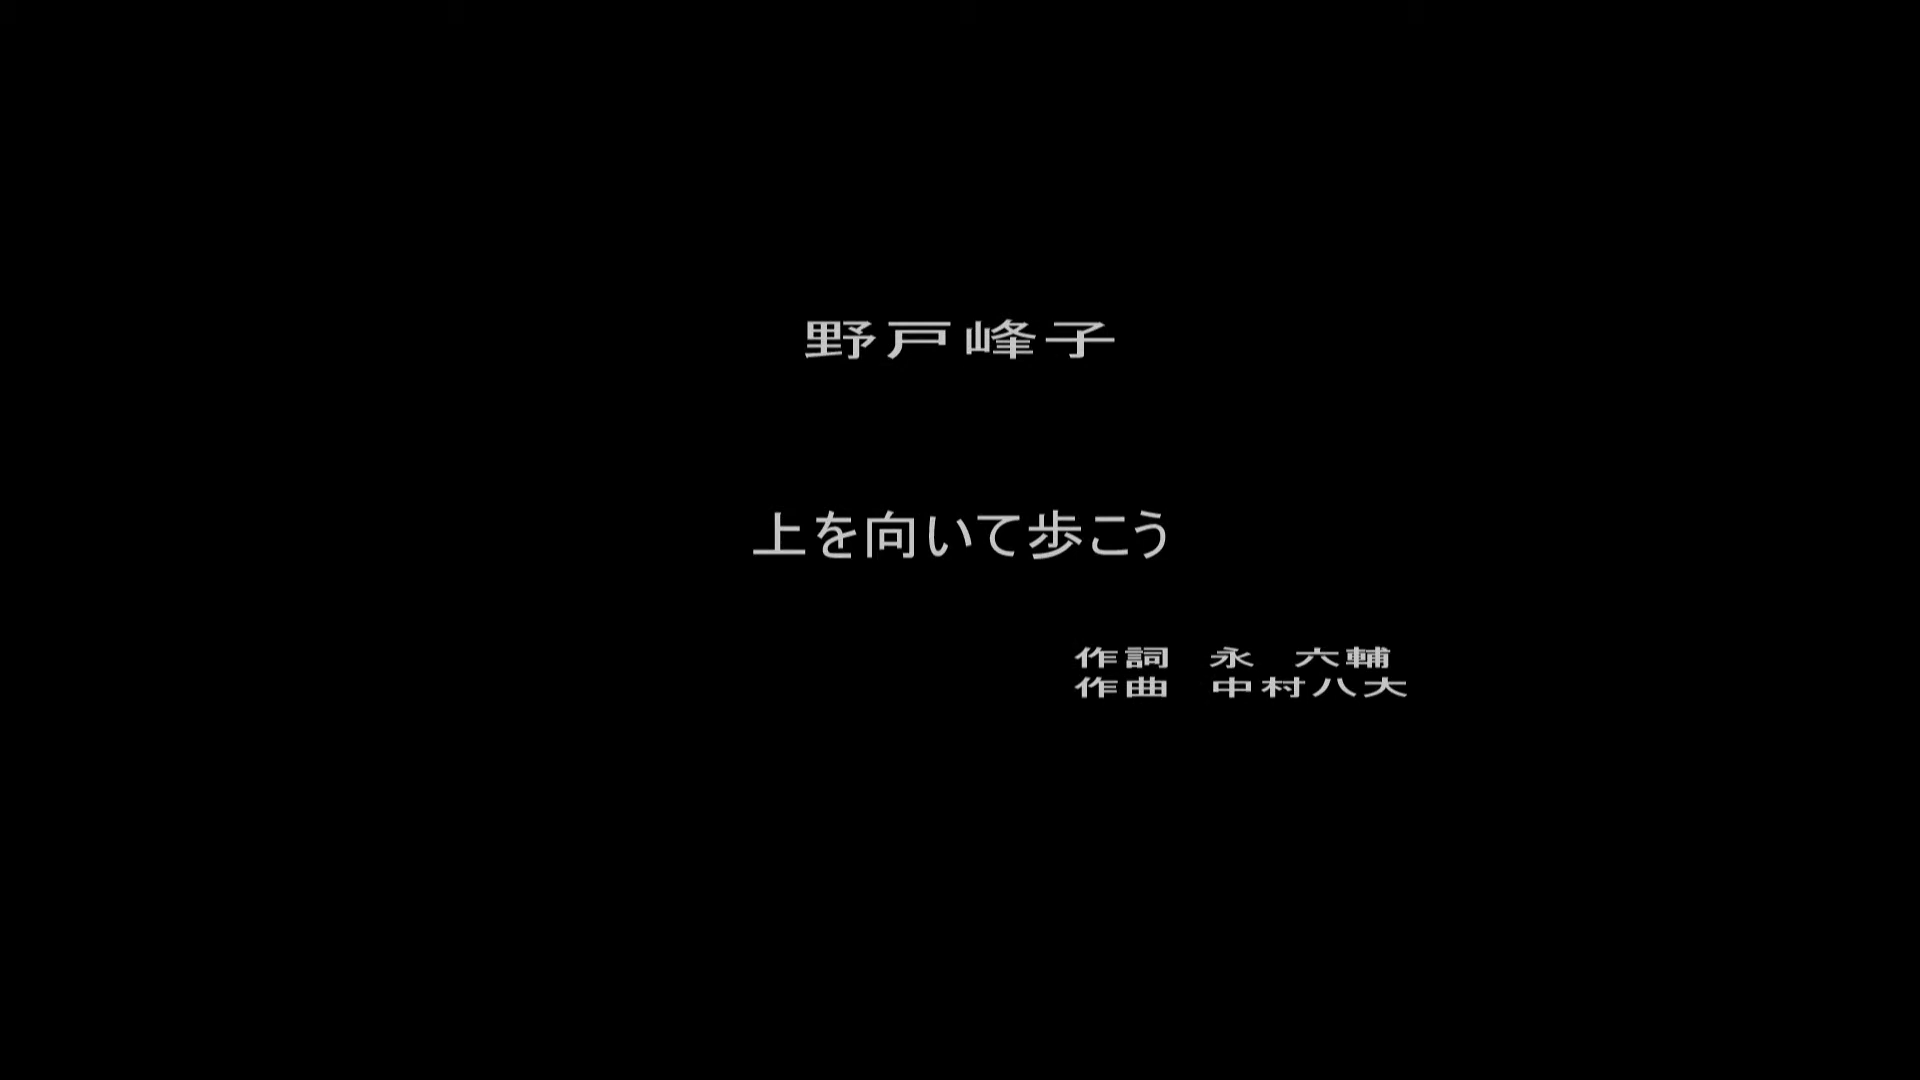 野戸峰子
上を向いて歩こう
作詞　永　六輔
作曲　中村八大